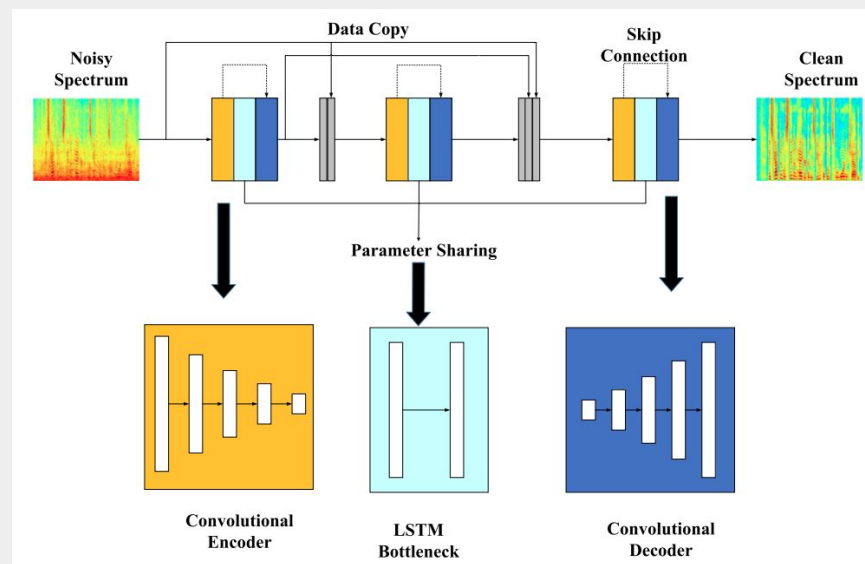 Data Copy
Noisy
Spectrum
Skip
Connection
Clean
Spectrum
Parameter Sharing
Convolutional
Encoder
LSTM
Bottleneck
Convolutional
Decoder